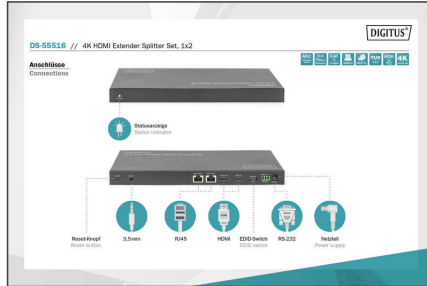 DIGITUS®
DS-55516 // 4K HDMI Extender Splitter Set, 1x2
Anschlüsse
Connections
4K
Statusanzeige
Status indicator
Reset-Knopf
Reset button
3,5mm
RJ45
HDMI
EDID-Switch
EDID switch
RS-232
Netzteil
Power supply